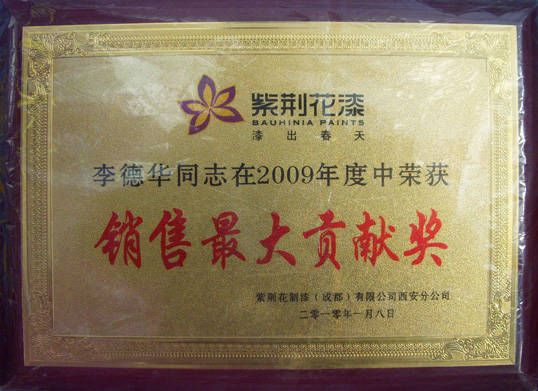 紫荆花漆
BAUHINIA PAINTS
漆出春天
李德华同志在2009年度中荣获
销售最大贡献奖
紫荆花制漆（成都）有限公司西安分公司
二零一零年一月八日